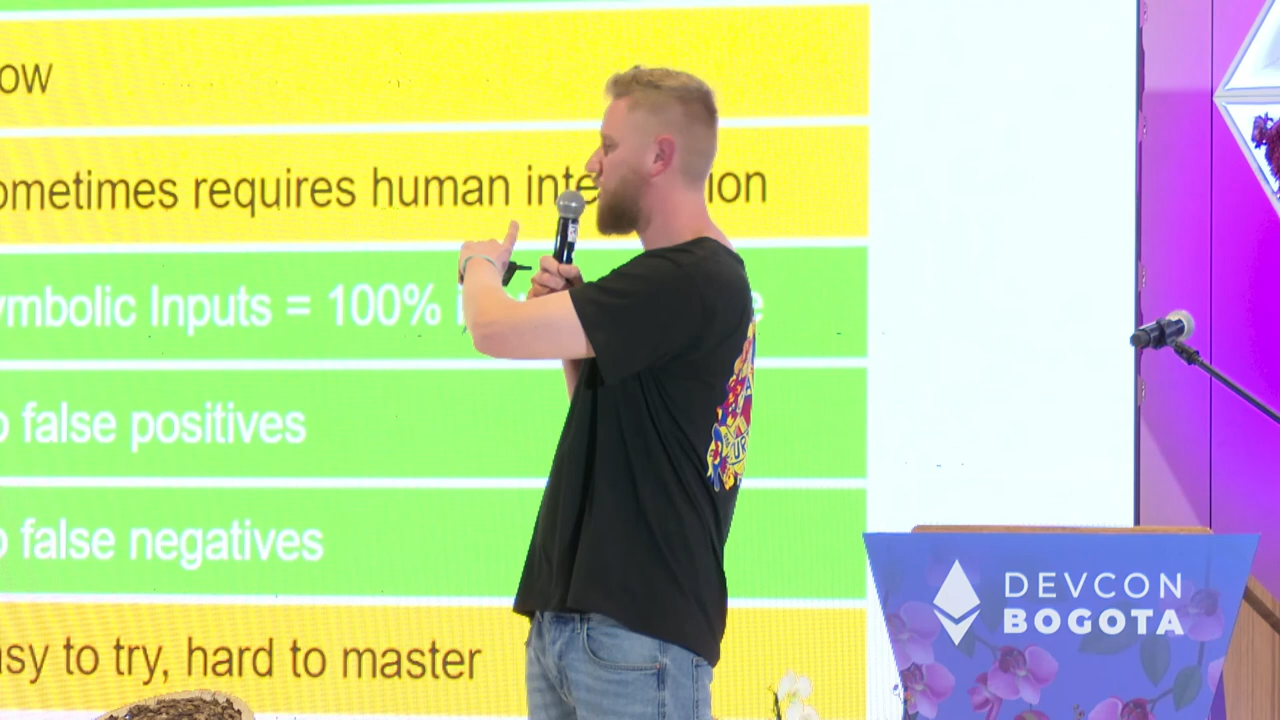 ow
ometimes requires human inte ion
ymbolic Inputs = 100% e
o false positives
o false negatives
asy to try, hard to master
DEVCON
BOGOTA
UR